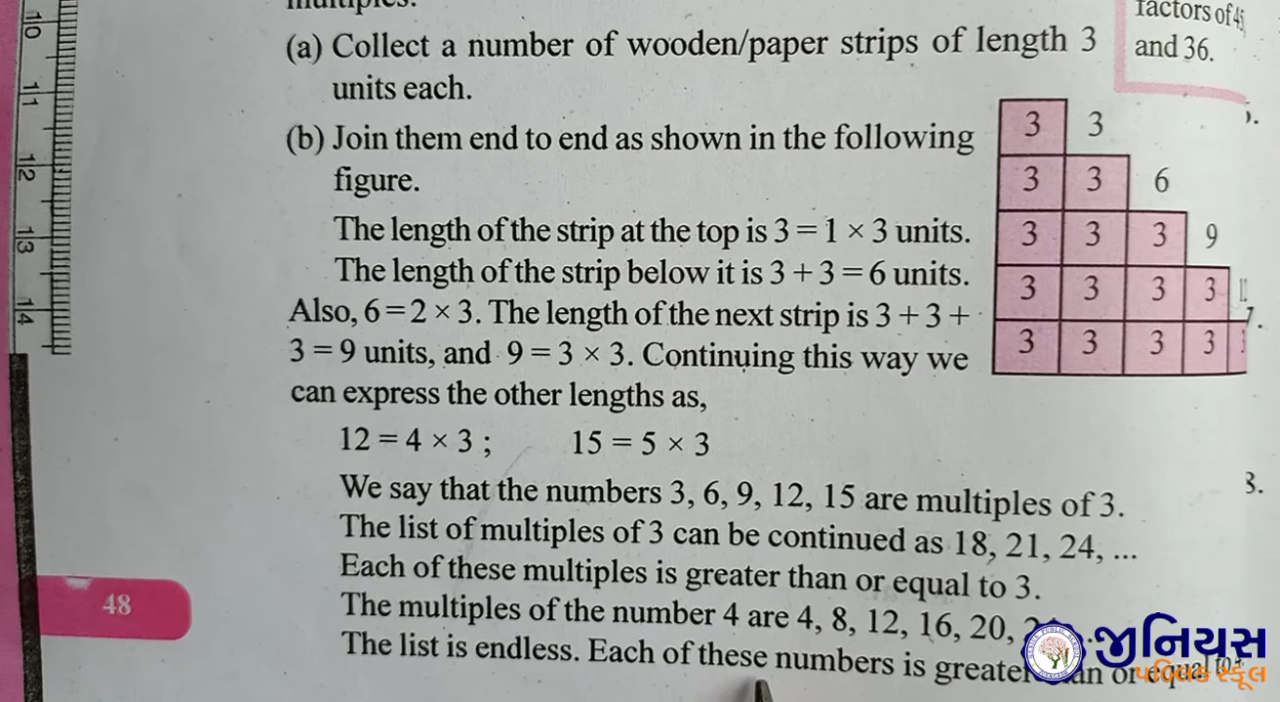 multiples.
factors of 45
and 36.
(a) Collect a number of wooden/paper strips of length 3
units each.
(b) Join them end to end as shown in the following
figure.
The length of the strip at the top is 3 = 1 × 3 units.
The length of the strip below it is 3 + 3 = 6 units.
Also, 6 = 2 × 3. The length of the next strip is 3 + 3 +
3 = 9 units, and 9 = 3 × 3. Continuing this way we
can express the other lengths as,
12 = 4 × 3 ; 15 = 5 × 3
We say that the numbers 3, 6, 9, 12, 15 are multiples of 3.
The list of multiples of 3 can be continued as 18, 21, 24, ...
Each of these multiples is greater than or equal to 3.
The multiples of the number 4 are 4, 8, 12, 16, 20,
The list is endless. Each of these numbers is greater than or equal to
3 3
3 3 6
3 3 3 9
3 3 3 3
3 3 3 3
7.
3.
48
10
11
12
13
14
જીનિયસ
પબ્લિક સ્કૂલ